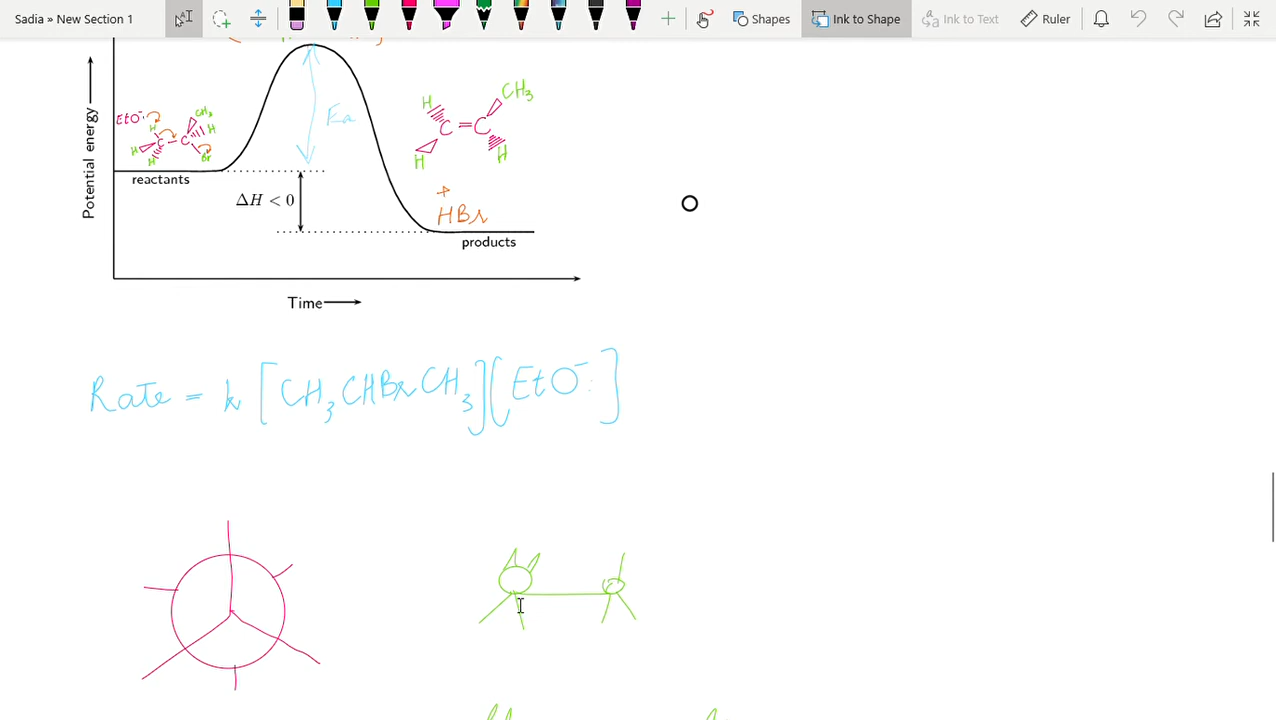 Sadia » New Section 1
Shapes
Ink to Shape
Ink to Text
Ruler
Potential energy
EtO⁻:
H
CH3
C - C
H
H
H
Br
reactants
Ea
ΔH < 0
H
CH3
C = C
H
H
+
HBr
products
Time
Rate = k [CH3CHBrCH3][EtO⁻:]